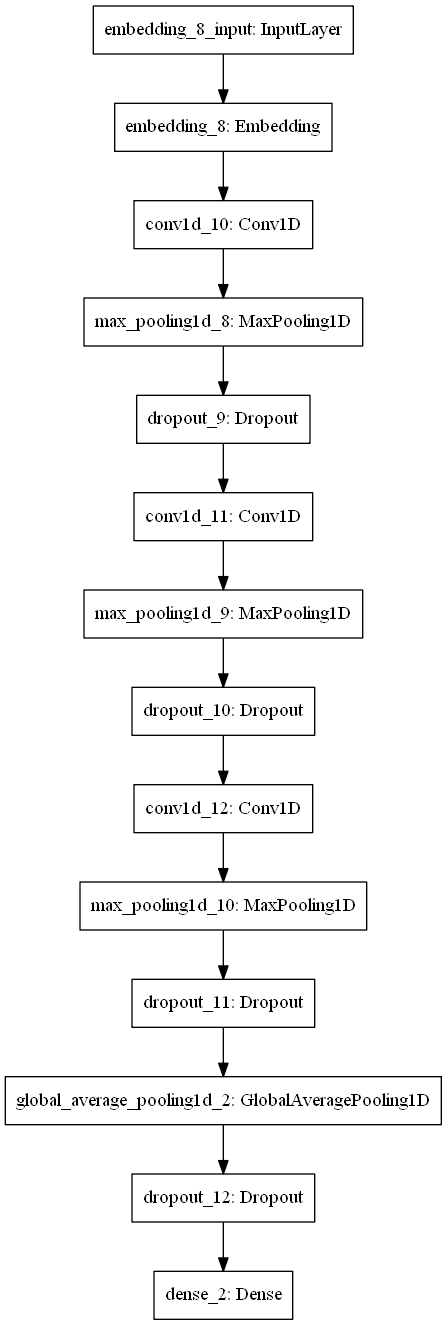 embedding_8_input: InputLayer
embedding_8: Embedding
conv1d_10: Conv1D
max_pooling1d_8: MaxPooling1D
dropout_9: Dropout
conv1d_11: Conv1D
max_pooling1d_9: MaxPooling1D
dropout_10: Dropout
conv1d_12: Conv1D
max_pooling1d_10: MaxPooling1D
dropout_11: Dropout
global_average_pooling1d_2: GlobalAveragePooling1D
dropout_12: Dropout
dense_2: Dense